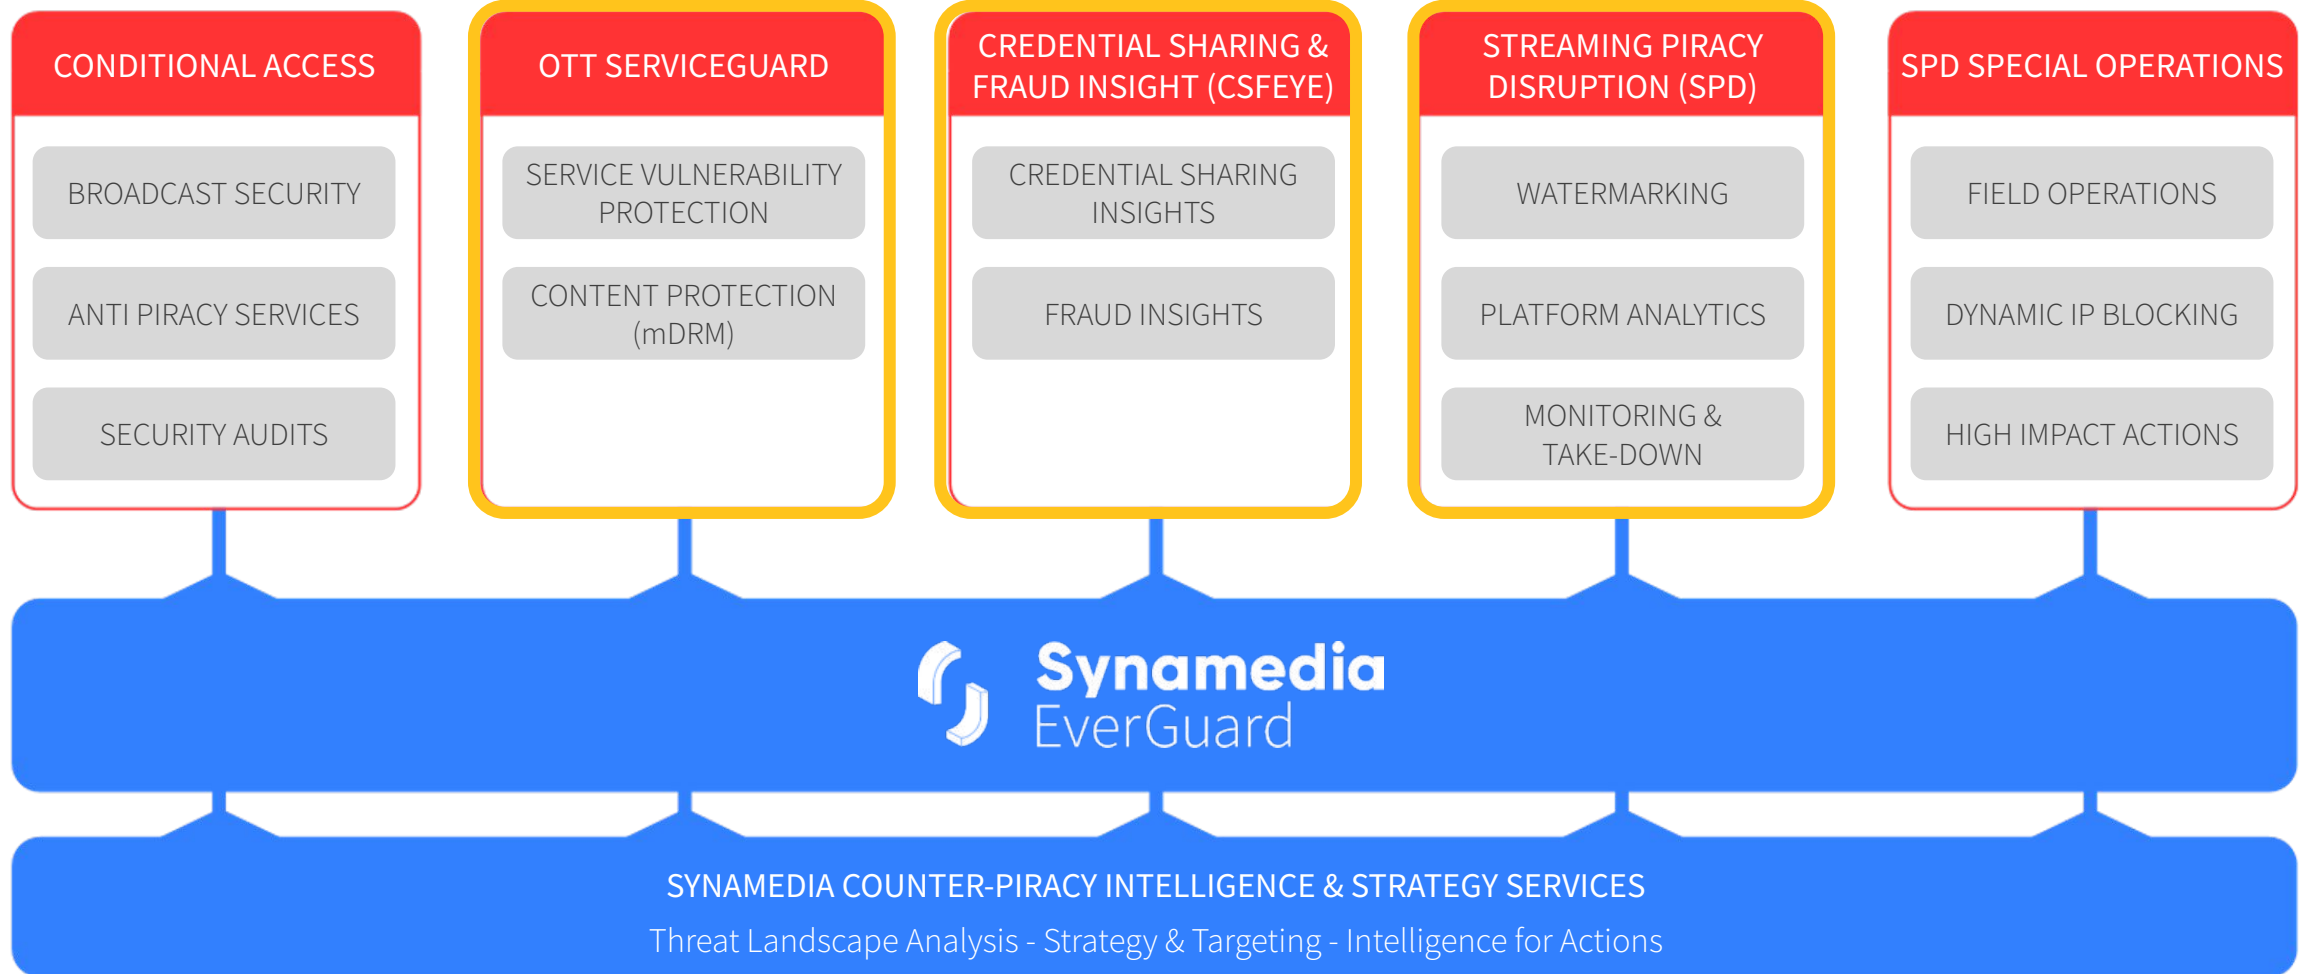 CONDITIONAL ACCESS
BROADCAST SECURITY
ANTI PIRACY SERVICES
SECURITY AUDITS
OTT SERVICEGUARD
SERVICE VULNERABILITY
PROTECTION
CONTENT PROTECTION
(mDRM)
CREDENTIAL SHARING &
FRAUD INSIGHT (CSFEYE)
CREDENTIAL SHARING
INSIGHTS
FRAUD INSIGHTS
STREAMING PIRACY
DISRUPTION (SPD)
WATERMARKING
PLATFORM ANALYTICS
MONITORING &
TAKE-DOWN
SPD SPECIAL OPERATIONS
FIELD OPERATIONS
DYNAMIC IP BLOCKING
HIGH IMPACT ACTIONS
Synamedia
EverGuard
SYNAMEDIA COUNTER-PIRACY INTELLIGENCE & STRATEGY SERVICES
Threat Landscape Analysis - Strategy & Targeting - Intelligence for Actions